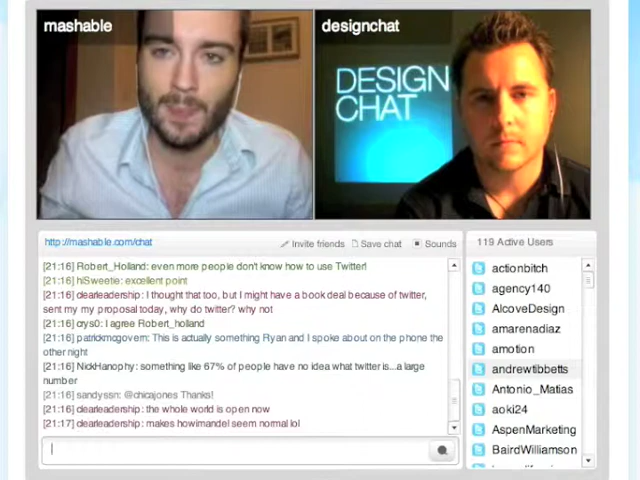 mashable
designchat
DESIGN
CHAT
http://mashable.com/chat
Invite friends
Save chat
Sounds
119 Active Users
[21:16] Robert_Holland: even more people don't know how to use Twitter!
[21:16] hiSweetie: excellent point
[21:16] clearleadership: I thought that too, but I might have a book deal because of twitter,
sent my my proposal today, why do twitter? why not
[21:16] crys0: I agree Robert_holland
[21:16] patrickmcgovern: This is actually something Ryan and I spoke about on the phone the
other night
[21:16] NickHanophy: something like 67% of people have no idea what twitter is...a large
number
[21:16] sandyssn: @chicajones Thanks!
[21:16] clearleadership: the whole world is open now
[21:17] clearleadership: makes howimandel seem normal lol
actionbitch
agency140
AlcoveDesign
amarenadiaz
amotion
andrewtibbetts
Antonio_Matias
aoki24
AspenMarketing
BairdWilliamson